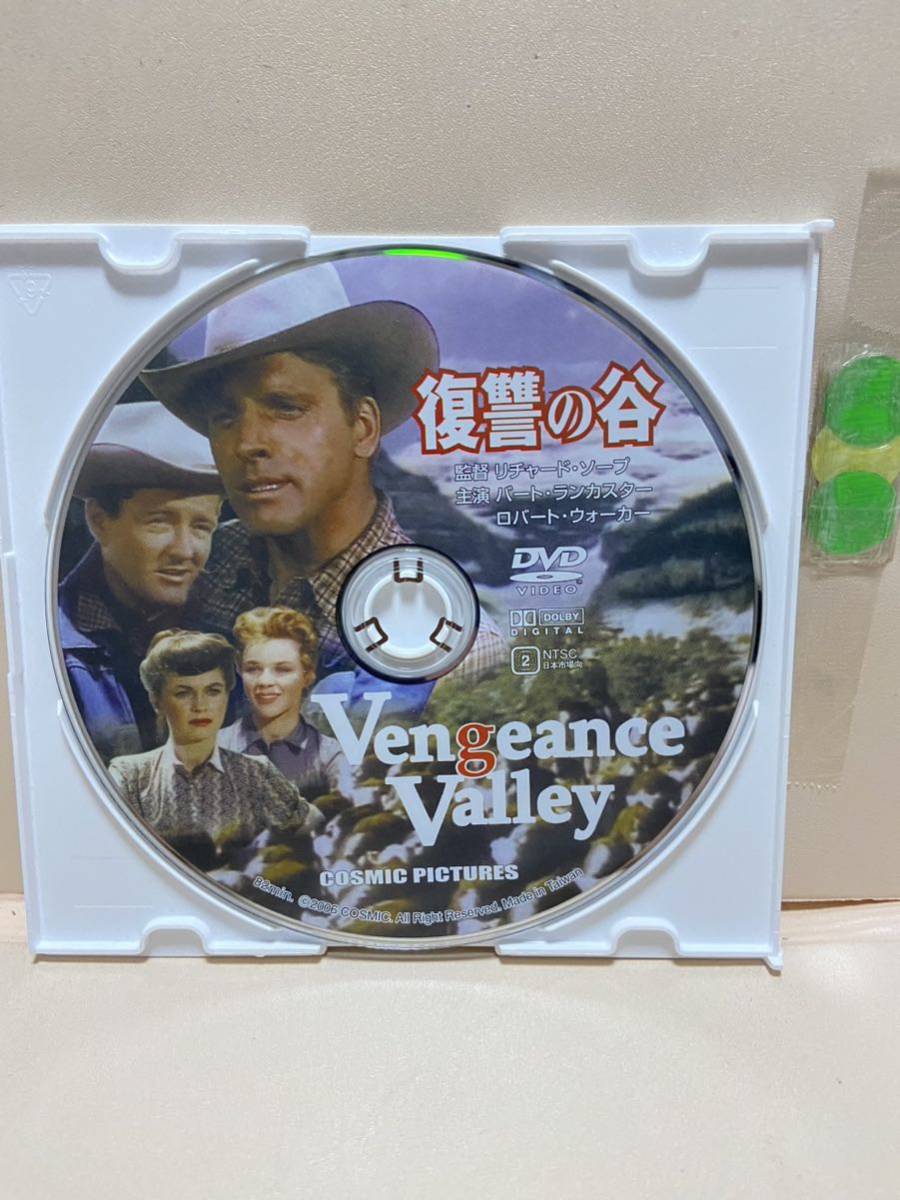 復讐の谷
監督 リチャード・ソープ
主演 バート・ランカスター
ロバート・ウォーカー
DVD
VIDEO
DOLBY
DIGITAL
2 NTSC
日本市場向
Vengeance
Valley
COSMIC PICTURES
82min. ©2006 COSMIC. All Right Reserved. Made in Taiwan